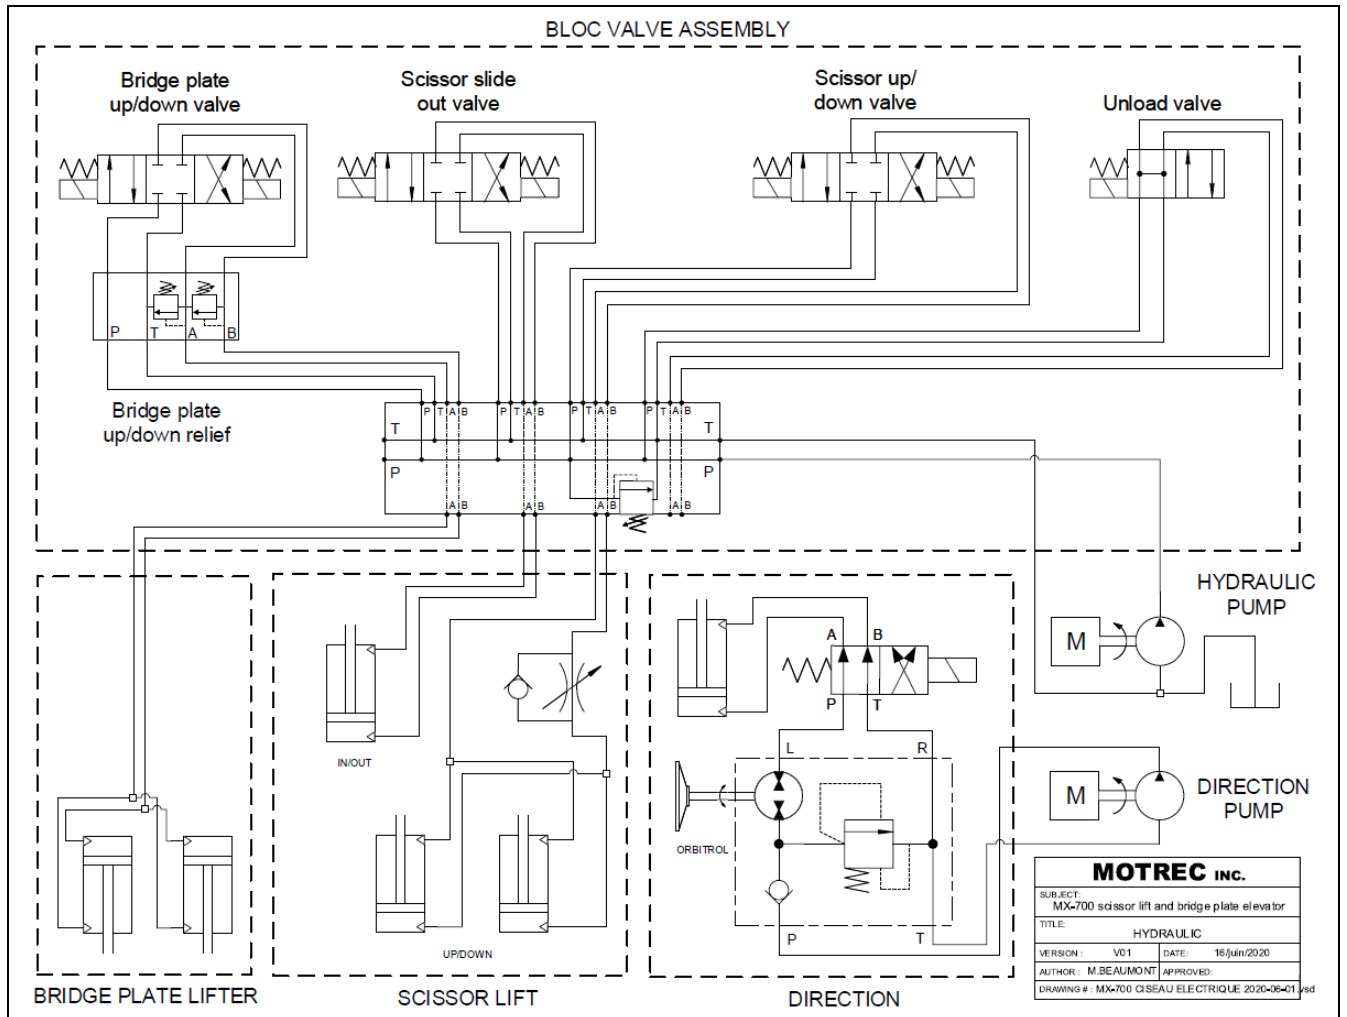 BLOC VALVE ASSEMBLY
Bridge plate
up/down valve
Scissor slide
out valve
Scissor up/
down valve
Unload valve
P T A B
Bridge plate
up/down relief
P T A B P T A B P T A B P T A B
T T
P P
A B A B A B A B
HYDRAULIC
PUMP
M
A B
P T
IN/OUT
L R
M
DIRECTION
PUMP
ORBITROL
UP/DOWN
P T
BRIDGE PLATE LIFTER
SCISSOR LIFT
DIRECTION
MOTREC INC.
SUBJECT:
MX-700 scissor lift and bridge plate elevator
TITLE:
HYDRAULIC
VERSION : V01 DATE: 16/juin/2020
AUTHOR : M.BEAUMONT APPROVED:
DRAWING # : MX-700 CISEAU ELECTRIQUE 2020-06-01.vsd